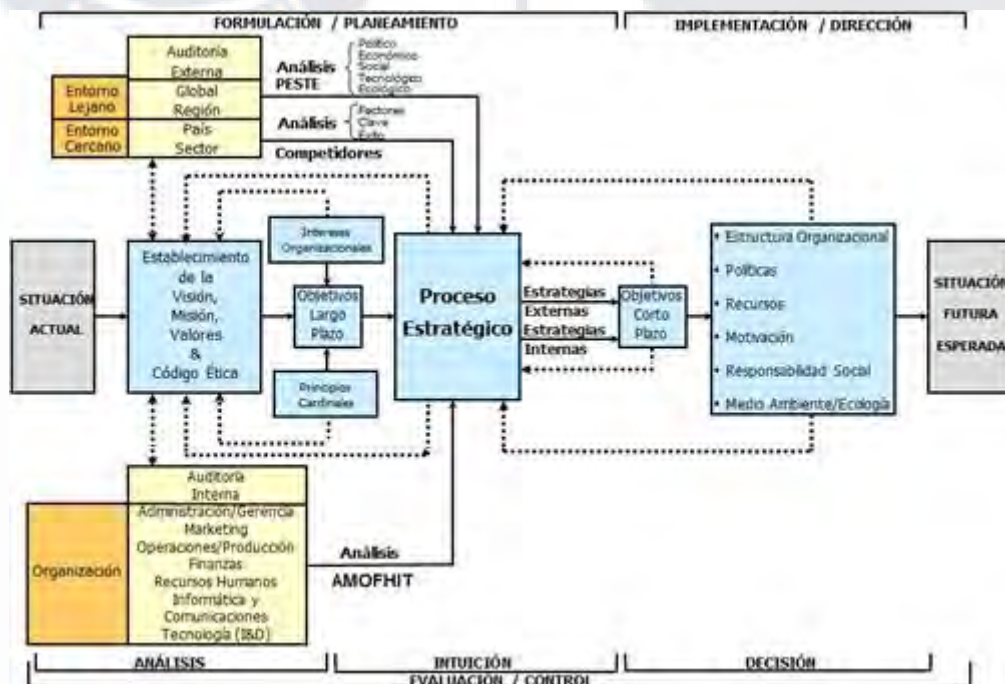 FORMULACIÓN / PLANEAMIENTO
IMPLEMENTACIÓN / DIRECCIÓN
Auditoría
Externa
Global
Región
País
Sector
Entorno
Lejano
Entorno
Cercano
Análisis
PESTE
Político
Económico
Social
Tecnológico
Ecológico
Análisis
Competidores
Factores
Clave
Éxito
SITUACIÓN
ACTUAL
Establecimiento
de la
Visión,
Misión,
Valores
&
Código Ética
Intereses
Organizacionales
Objetivos
Largo
Plazo
Principios
Cardinales
Proceso
Estratégico
Estrategias
Externas
Estrategias
Internas
Objetivos
Corto
Plazo
• Estructura Organizacional
• Políticas
• Recursos
• Motivación
• Responsabilidad Social
• Medio Ambiente/Ecología
SITUACIÓN
FUTURA
ESPERADA
Auditoría
Interna
Organización
Administración/Gerencia
Marketing
Operaciones/Producción
Finanzas
Recursos Humanos
Informática y
Comunicaciones
Tecnología (I&D)
Análisis
AMOFHIT
ANÁLISIS
INTUICIÓN
DECISIÓN
EVALUACIÓN / CONTROL